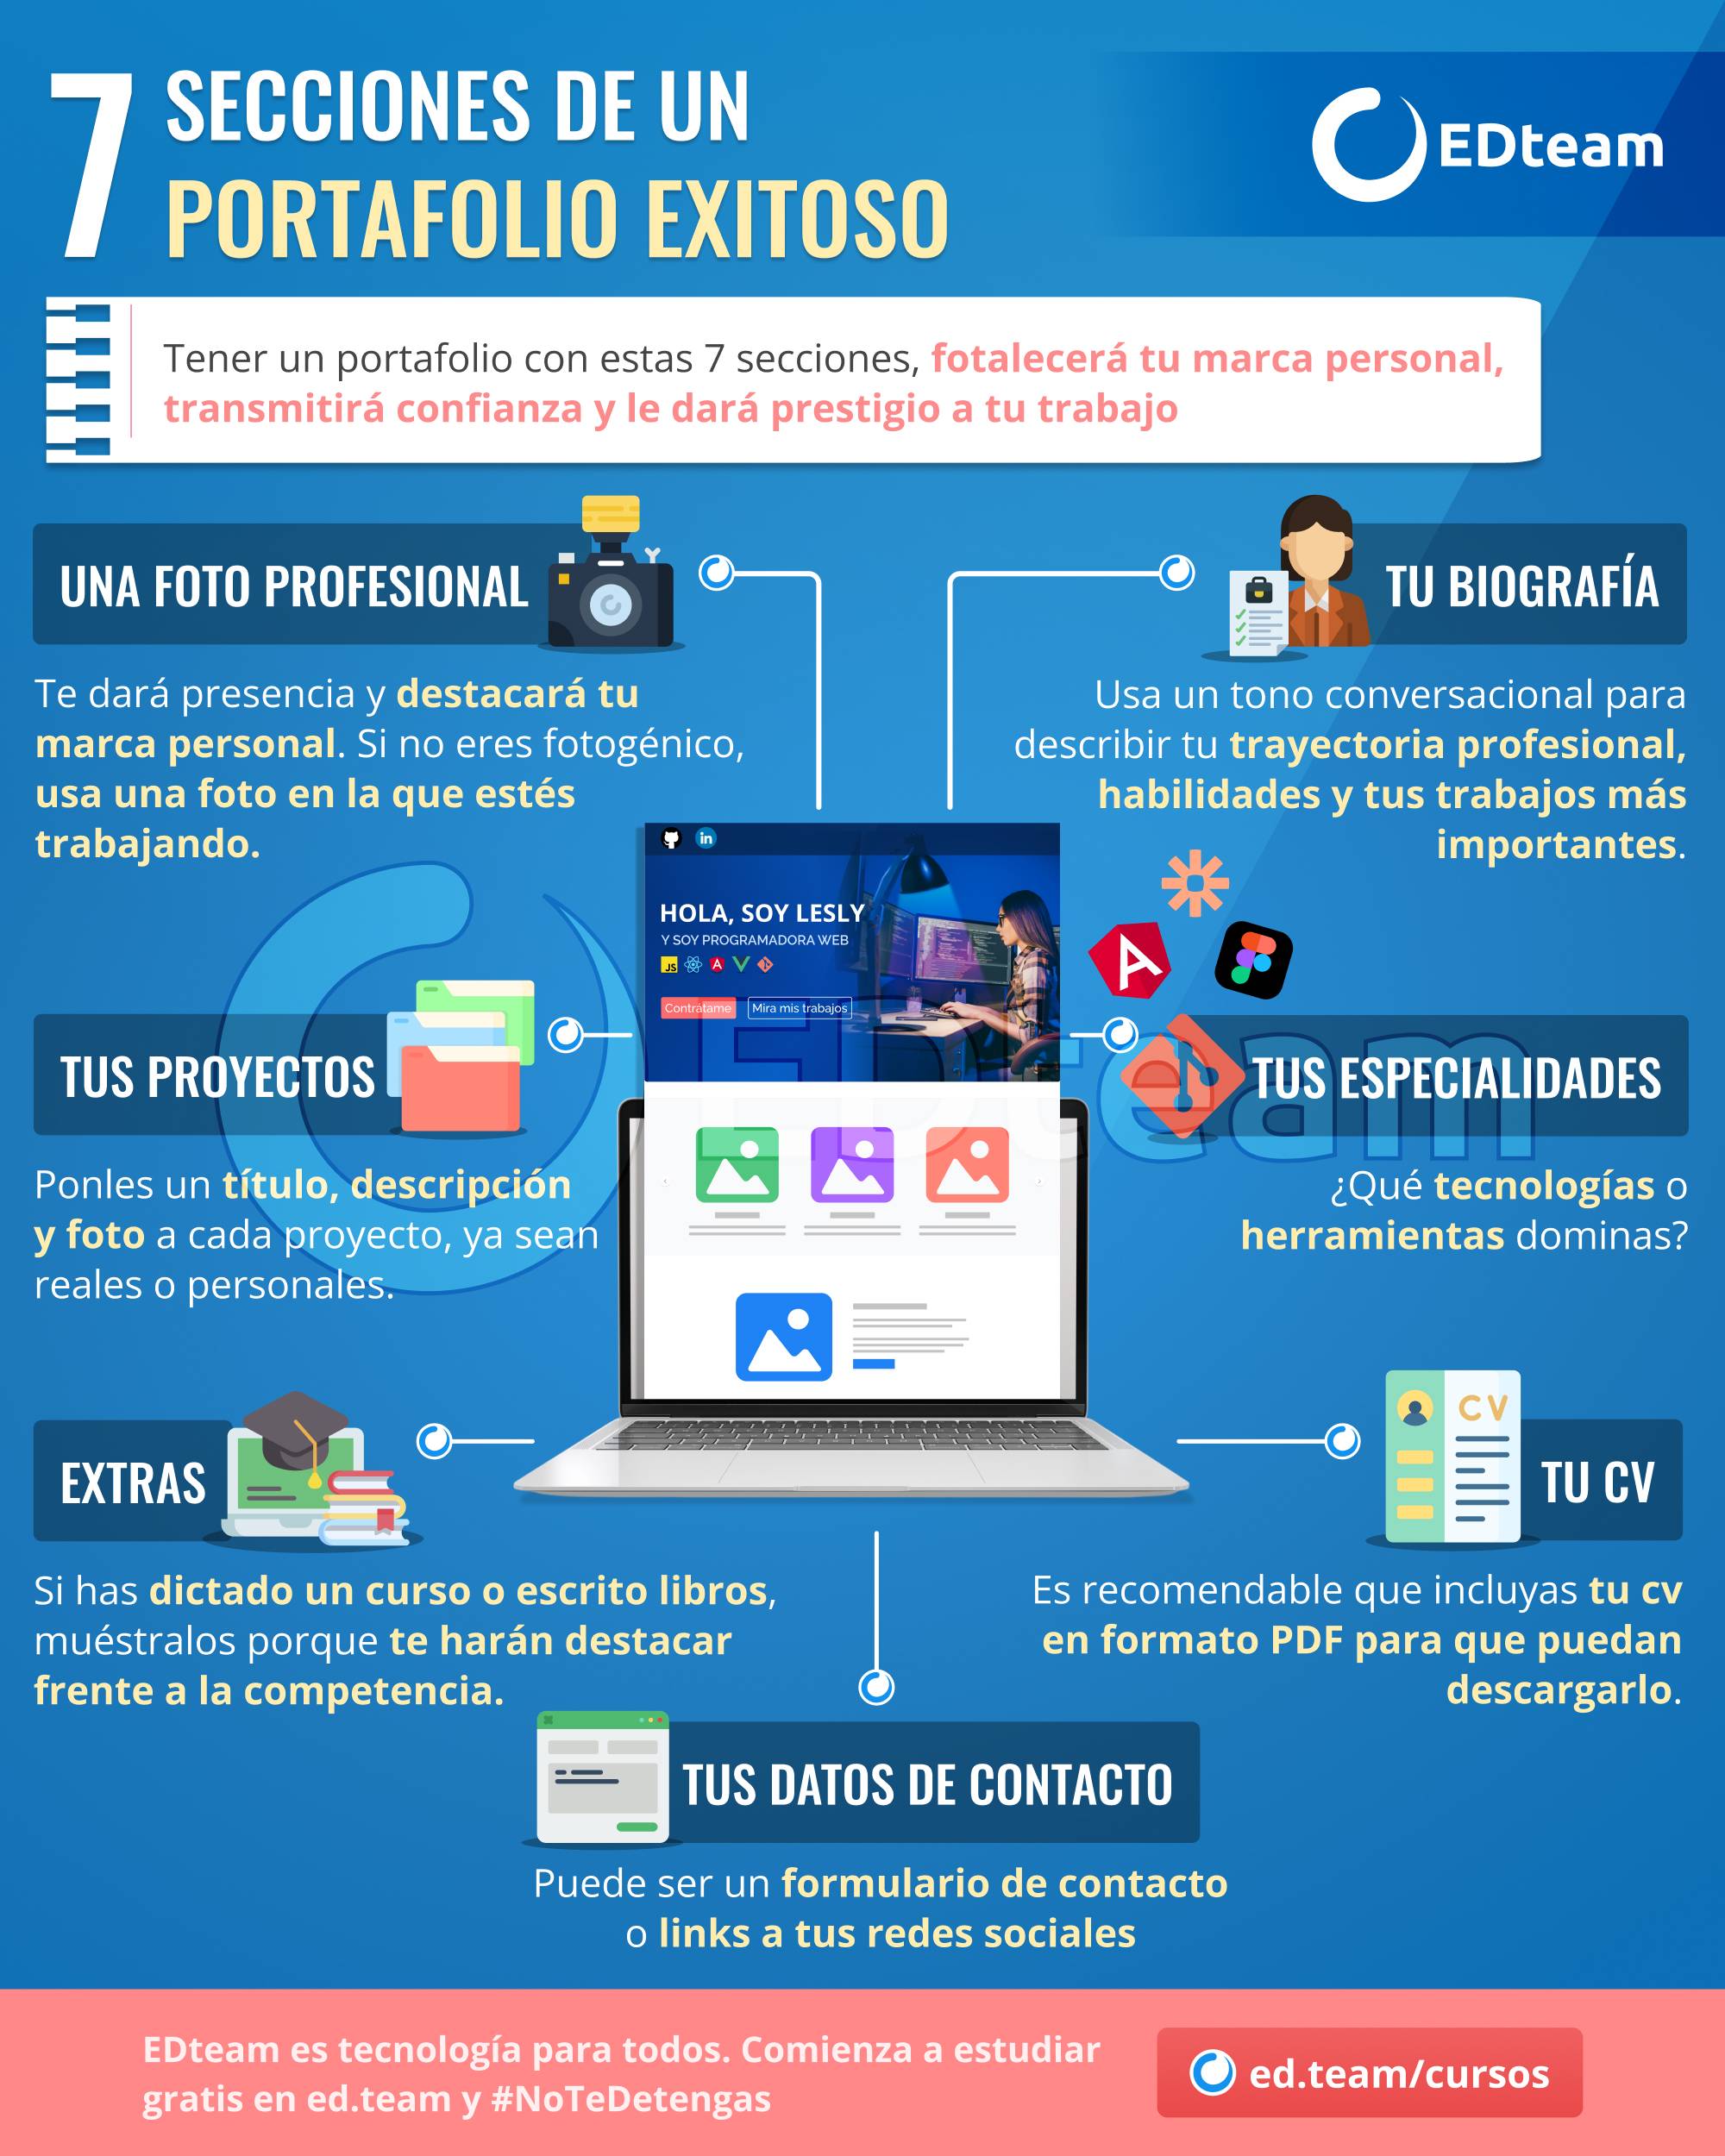 7
SECCIONES DE UN
PORTAFOLIO EXITOSO
EDteam
Tener un portafolio con estas 7 secciones, fotalecerá tu marca personal,
transmitirá confianza y le dará prestigio a tu trabajo
UNA FOTO PROFESIONAL
Te dará presencia y destacará tu
marca personal. Si no eres fotogénico,
usa una foto en la que estés
trabajando.
TU BIOGRAFÍA
Usa un tono conversacional para
describir tu trayectoria profesional,
habilidades y tus trabajos más
importantes.
in
HOLA, SOY LESLY
Y SOY PROGRAMADORA WEB
JS
A
Contratame
Mira mis trabajos
A
EDteam
TUS PROYECTOS
Ponles un título, descripción
y foto a cada proyecto, ya sean
reales o personales.
TUS ESPECIALIDADES
¿Qué tecnologías o
herramientas dominas?
EXTRAS
Si has dictado un curso o escrito libros,
muéstralos porque te harán destacar
frente a la competencia.
CV
TU CV
Es recomendable que incluyas tu cv
en formato PDF para que puedan
descargarlo.
TUS DATOS DE CONTACTO
Puede ser un formulario de contacto
o links a tus redes sociales
EDteam es tecnología para todos. Comienza a estudiar
gratis en ed.team y #NoTeDetengas
ed.team/cursos